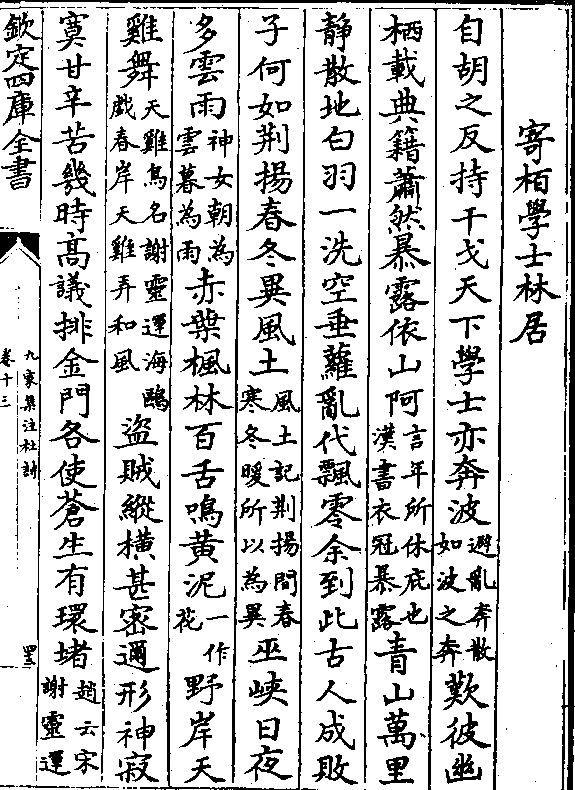 寄栢學士林居
自胡之反持干戈天下學士亦奔波避亂奔散如波之奔歎彼幽
栖載典籍蕭然暴露依山阿言年所休庇也漢書衣冠暴露青山萬里
静散地白羽一洗空垂蘿亂代飄零余到此古人成敗
子何如荆揚春冬異風土風土記荆揚間春寒冬暖所以為異巫峽日夜
多雲雨神女朝為雲暮為雨赤葉楓林百舌鳴黄泥一作花野岸天
雞舞天雞鳥名謝靈運海鷗戲春岸天雞弄和風盜賊縱横甚密邇形神寂
寞甘辛苦幾時高議排金門各使蒼生有環堵趙云宋謝靈運
欽定四庫全書
九家集注杜詩
卷十三